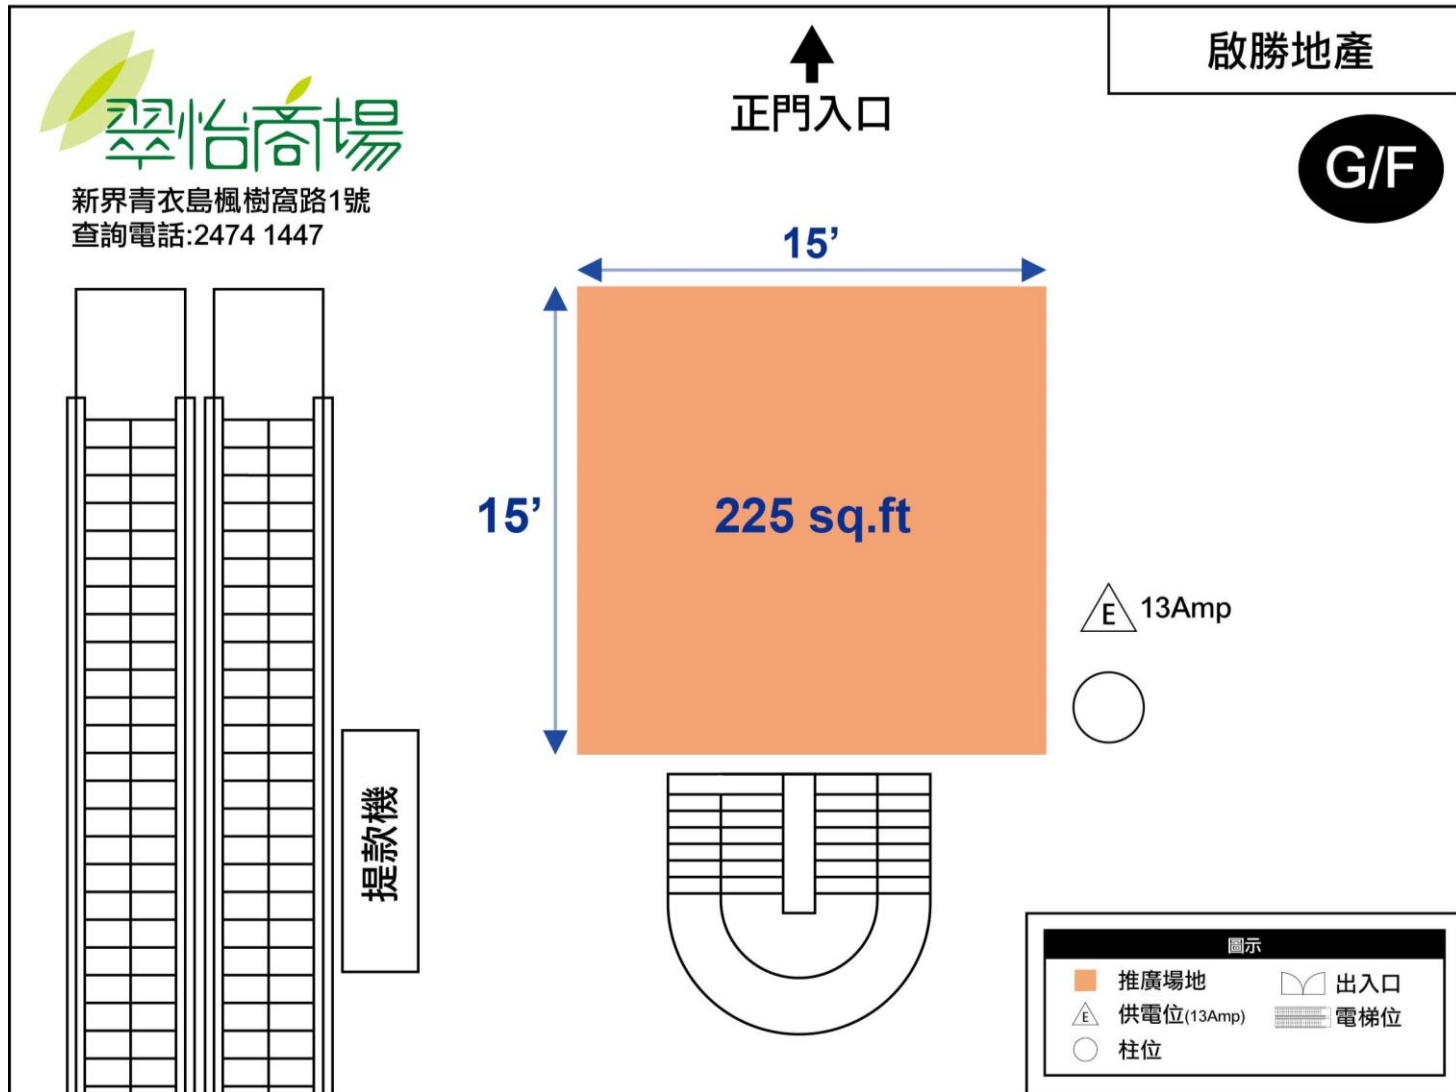 翠怡商場
新界青衣島楓樹窩路1號
查詢電話:2474 1447
正門入口
啟勝地產
G/F
15’
15’
225 sq.ft
E 13Amp
提款機
圖示
推廣場地
出入口
E 供電位(13Amp)
電梯位
柱位